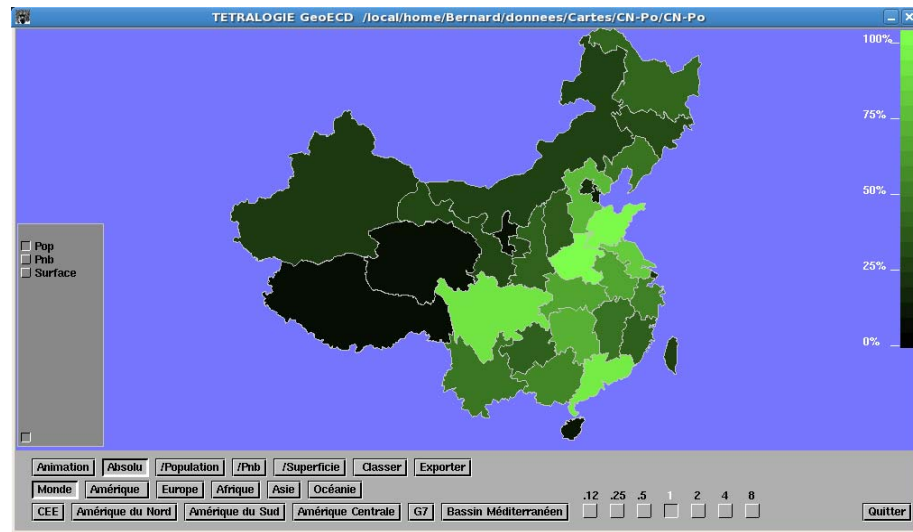 TETRALOGIE GeoECD /local/home/Bernard/donnees/Cartes/CN-Po/CN-Po
100%
75%
50%
25%
0%
Pop
Pnb
Surface
Animation Absolu /Population /Pnb /Superficie Classer Exporter
Monde Amérique Europe Afrique Asie Océanie
.12 .25 .5 1 2 4 8
CEE Amérique du Nord Amérique du Sud Amérique Centrale G7 Bassin Méditerranéen Quitter